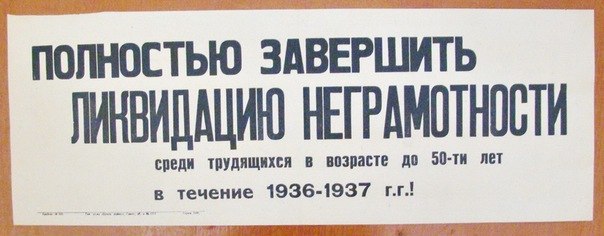 ПОЛНОСТЬЮ ЗАВЕРШИТЬ
ЛИКВИДАЦИЮ НЕГРАМОТНОСТИ
среди трудящихся в возрасте до 50-ти лет
в течение 1936-1937 г.г.!